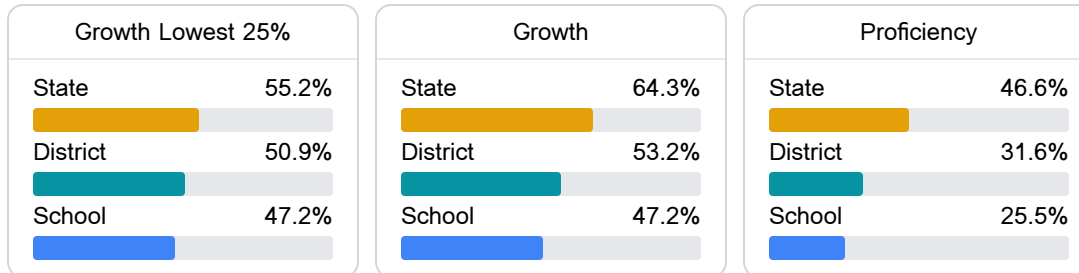 Growth Lowest 25%
State 55.2%
District 50.9%
School 47.2%
Growth
State 64.3%
District 53.2%
School 47.2%
Proficiency
State 46.6%
District 31.6%
School 25.5%